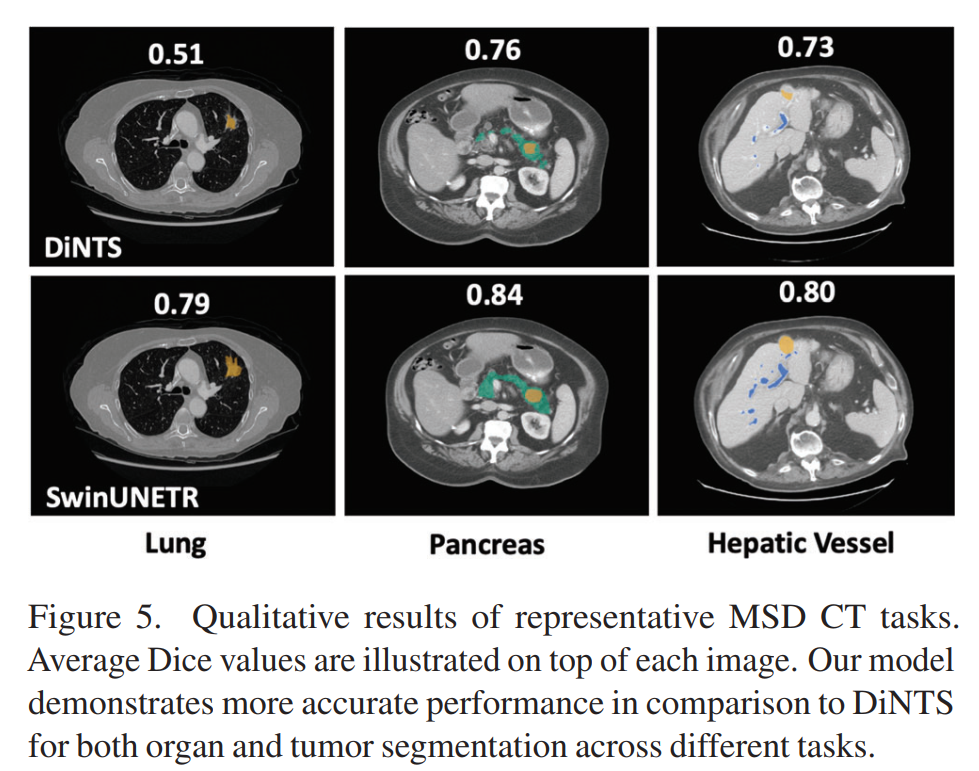 0.51 0.76 0.73
DiNTS
0.79 0.84 0.80
SwinUNETR
Lung Pancreas Hepatic Vessel
Figure 5. Qualitative results of representative MSD CT tasks.
Average Dice values are illustrated on top of each image. Our model
demonstrates more accurate performance in comparison to DiNTS
for both organ and tumor segmentation across different tasks.